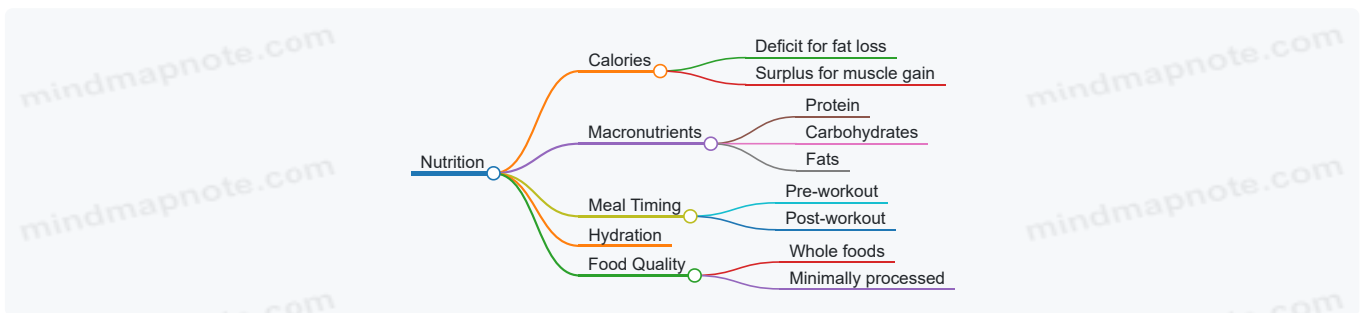 mindmapnote.com
mindmapnote.com
Deficit for fat loss
Calories
Surplus for muscle gain
Protein
Macronutrients
Carbohydrates
Fats
Nutrition
mindmapnote.com
mindmapnote.com
Pre-workout
Meal Timing
Post-workout
Hydration
Whole foods
Food Quality
Minimally processed
mindmapnote.com
mindmapnote.com